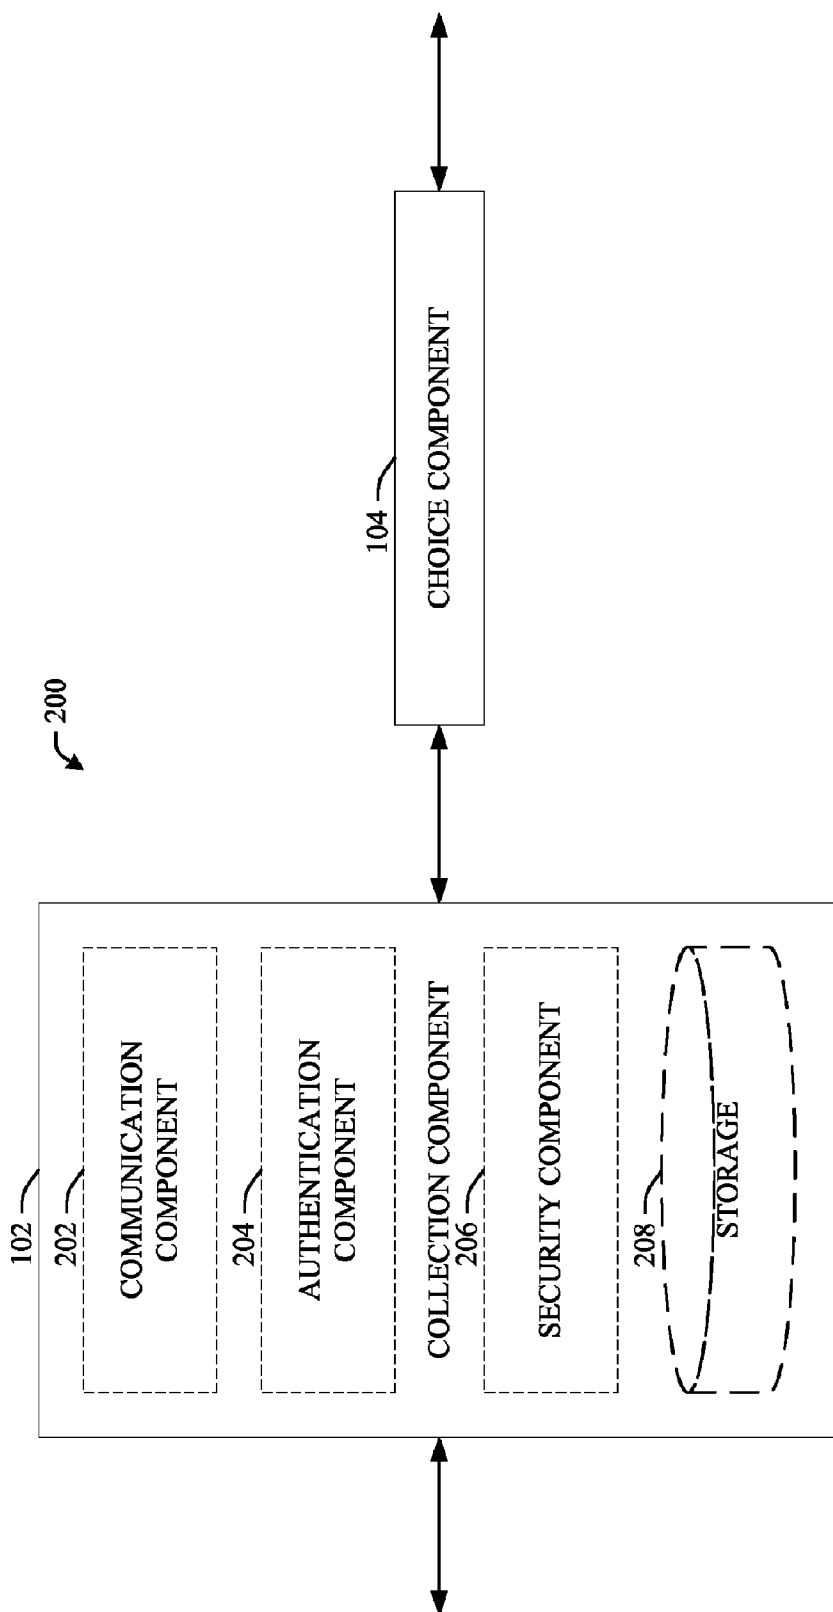 200
102
202
COMMUNICATION
COMPONENT
204
AUTHENTICATION
COMPONENT
COLLECTION COMPONENT
206
SECURITY COMPONENT
208
STORAGE
104
CHOICE COMPONENT